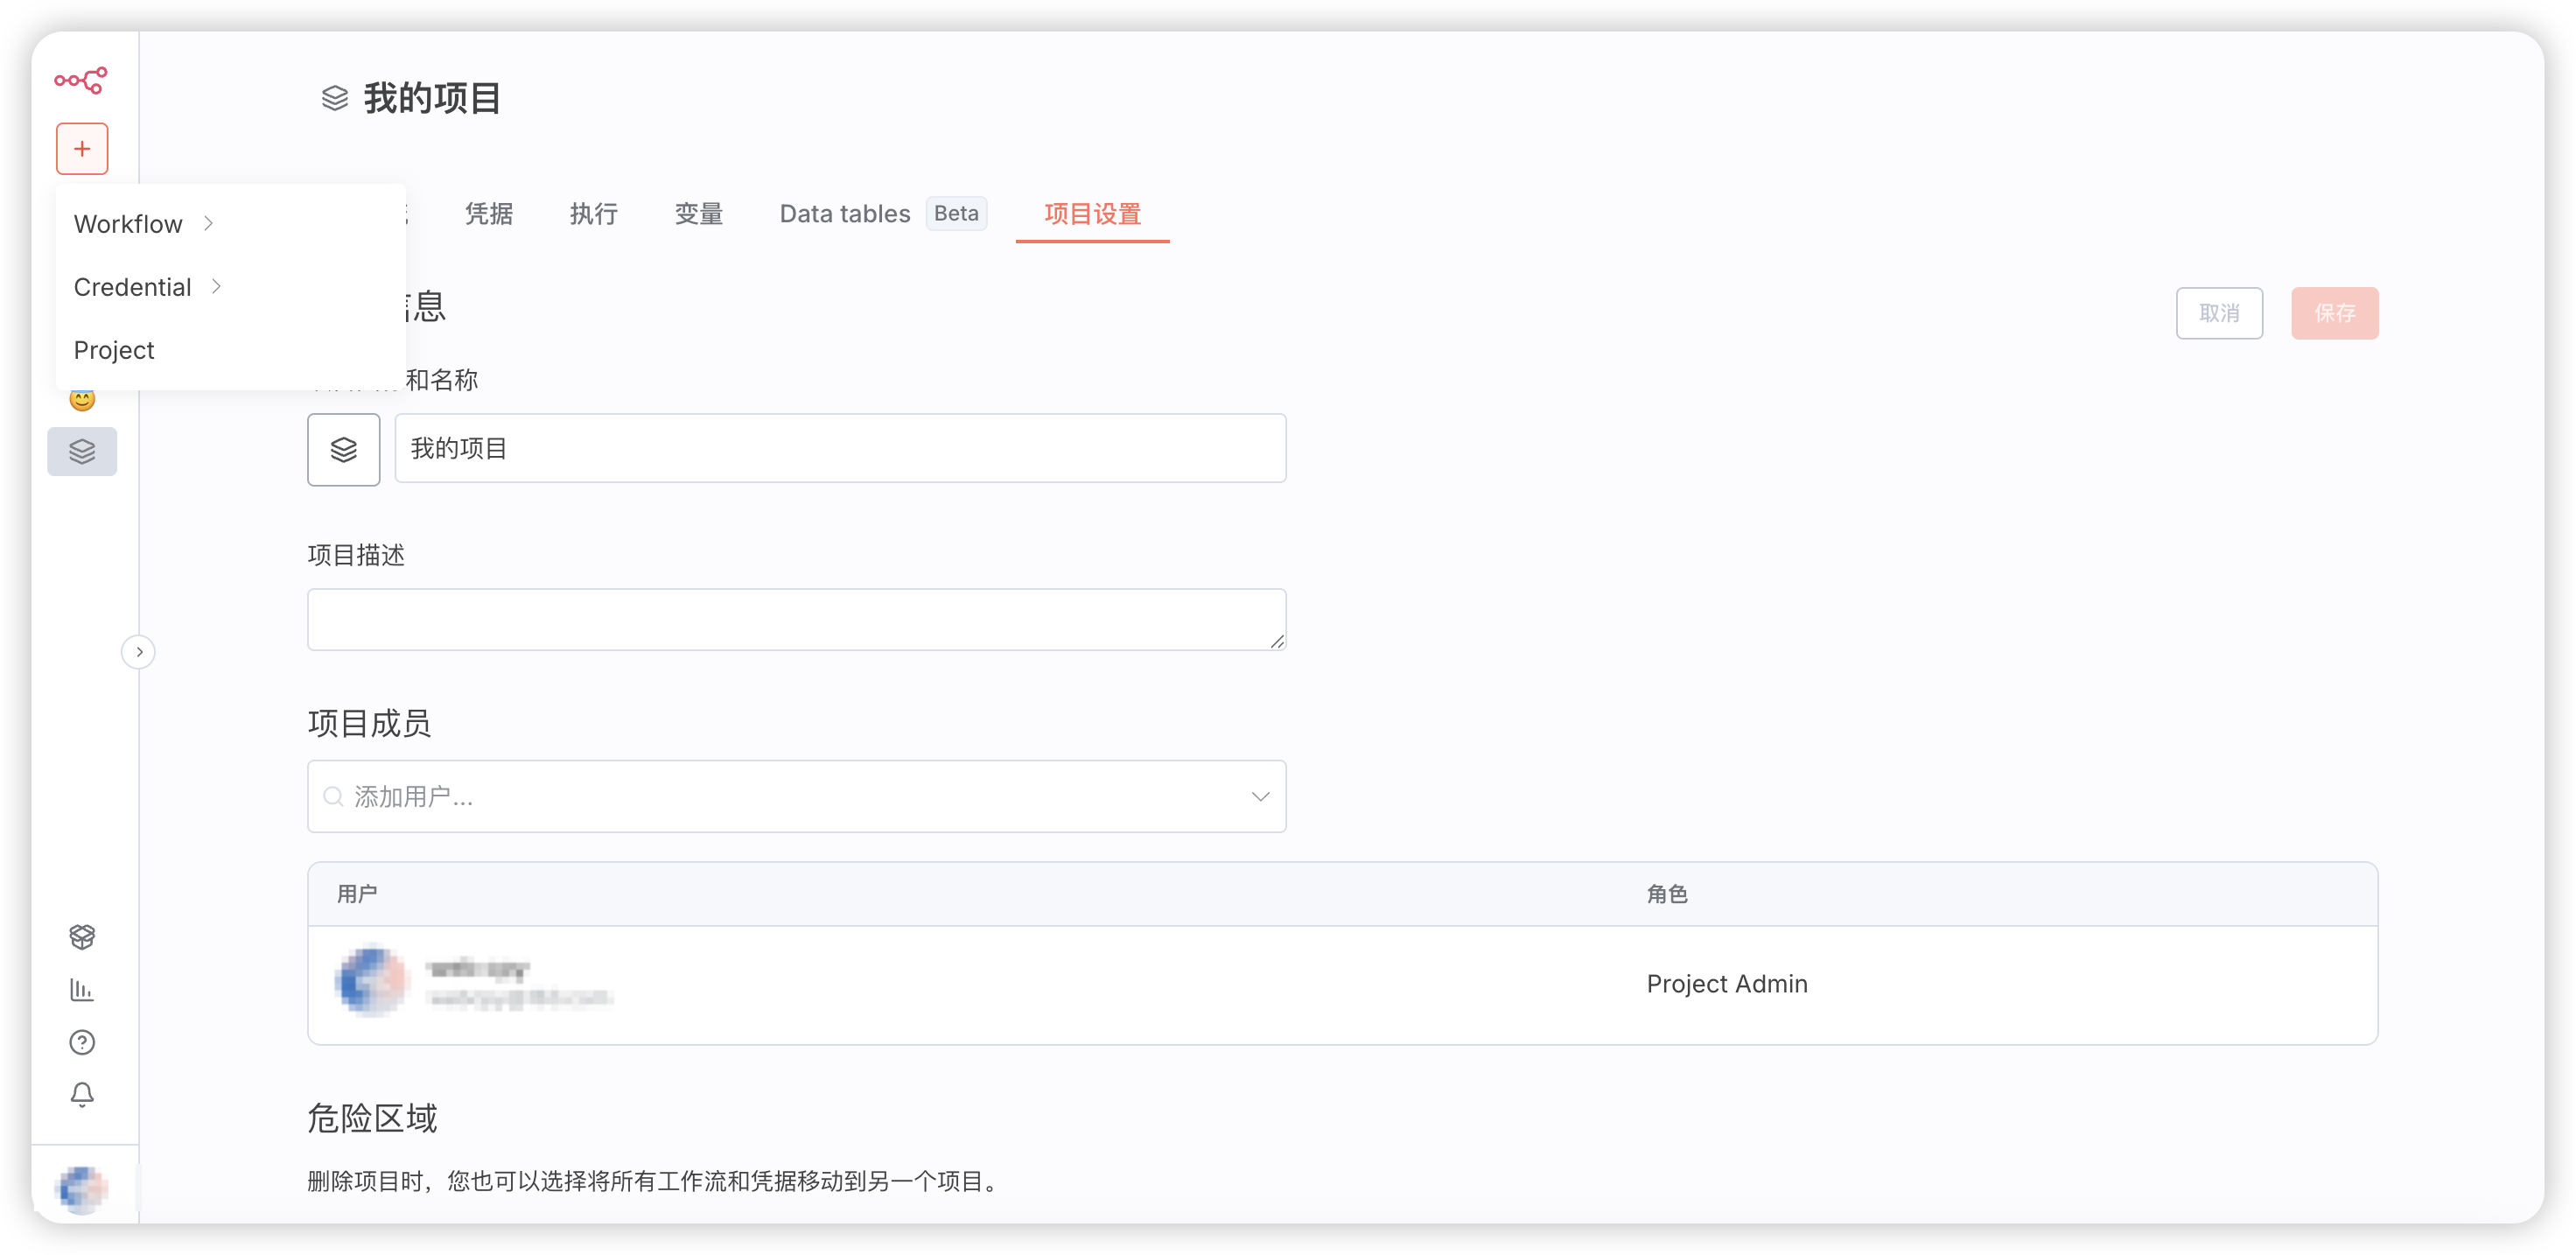 我的项目
+
Workflow
Credential
Project
凭据
执行
变量
Data tables Beta
项目设置
息
取消
保存
和名称
我的项目
项目描述
项目成员
添加用户...
用户
角色
Project Admin
危险区域
删除项目时，您也可以选择将所有工作流和凭据移动到另一个项目。